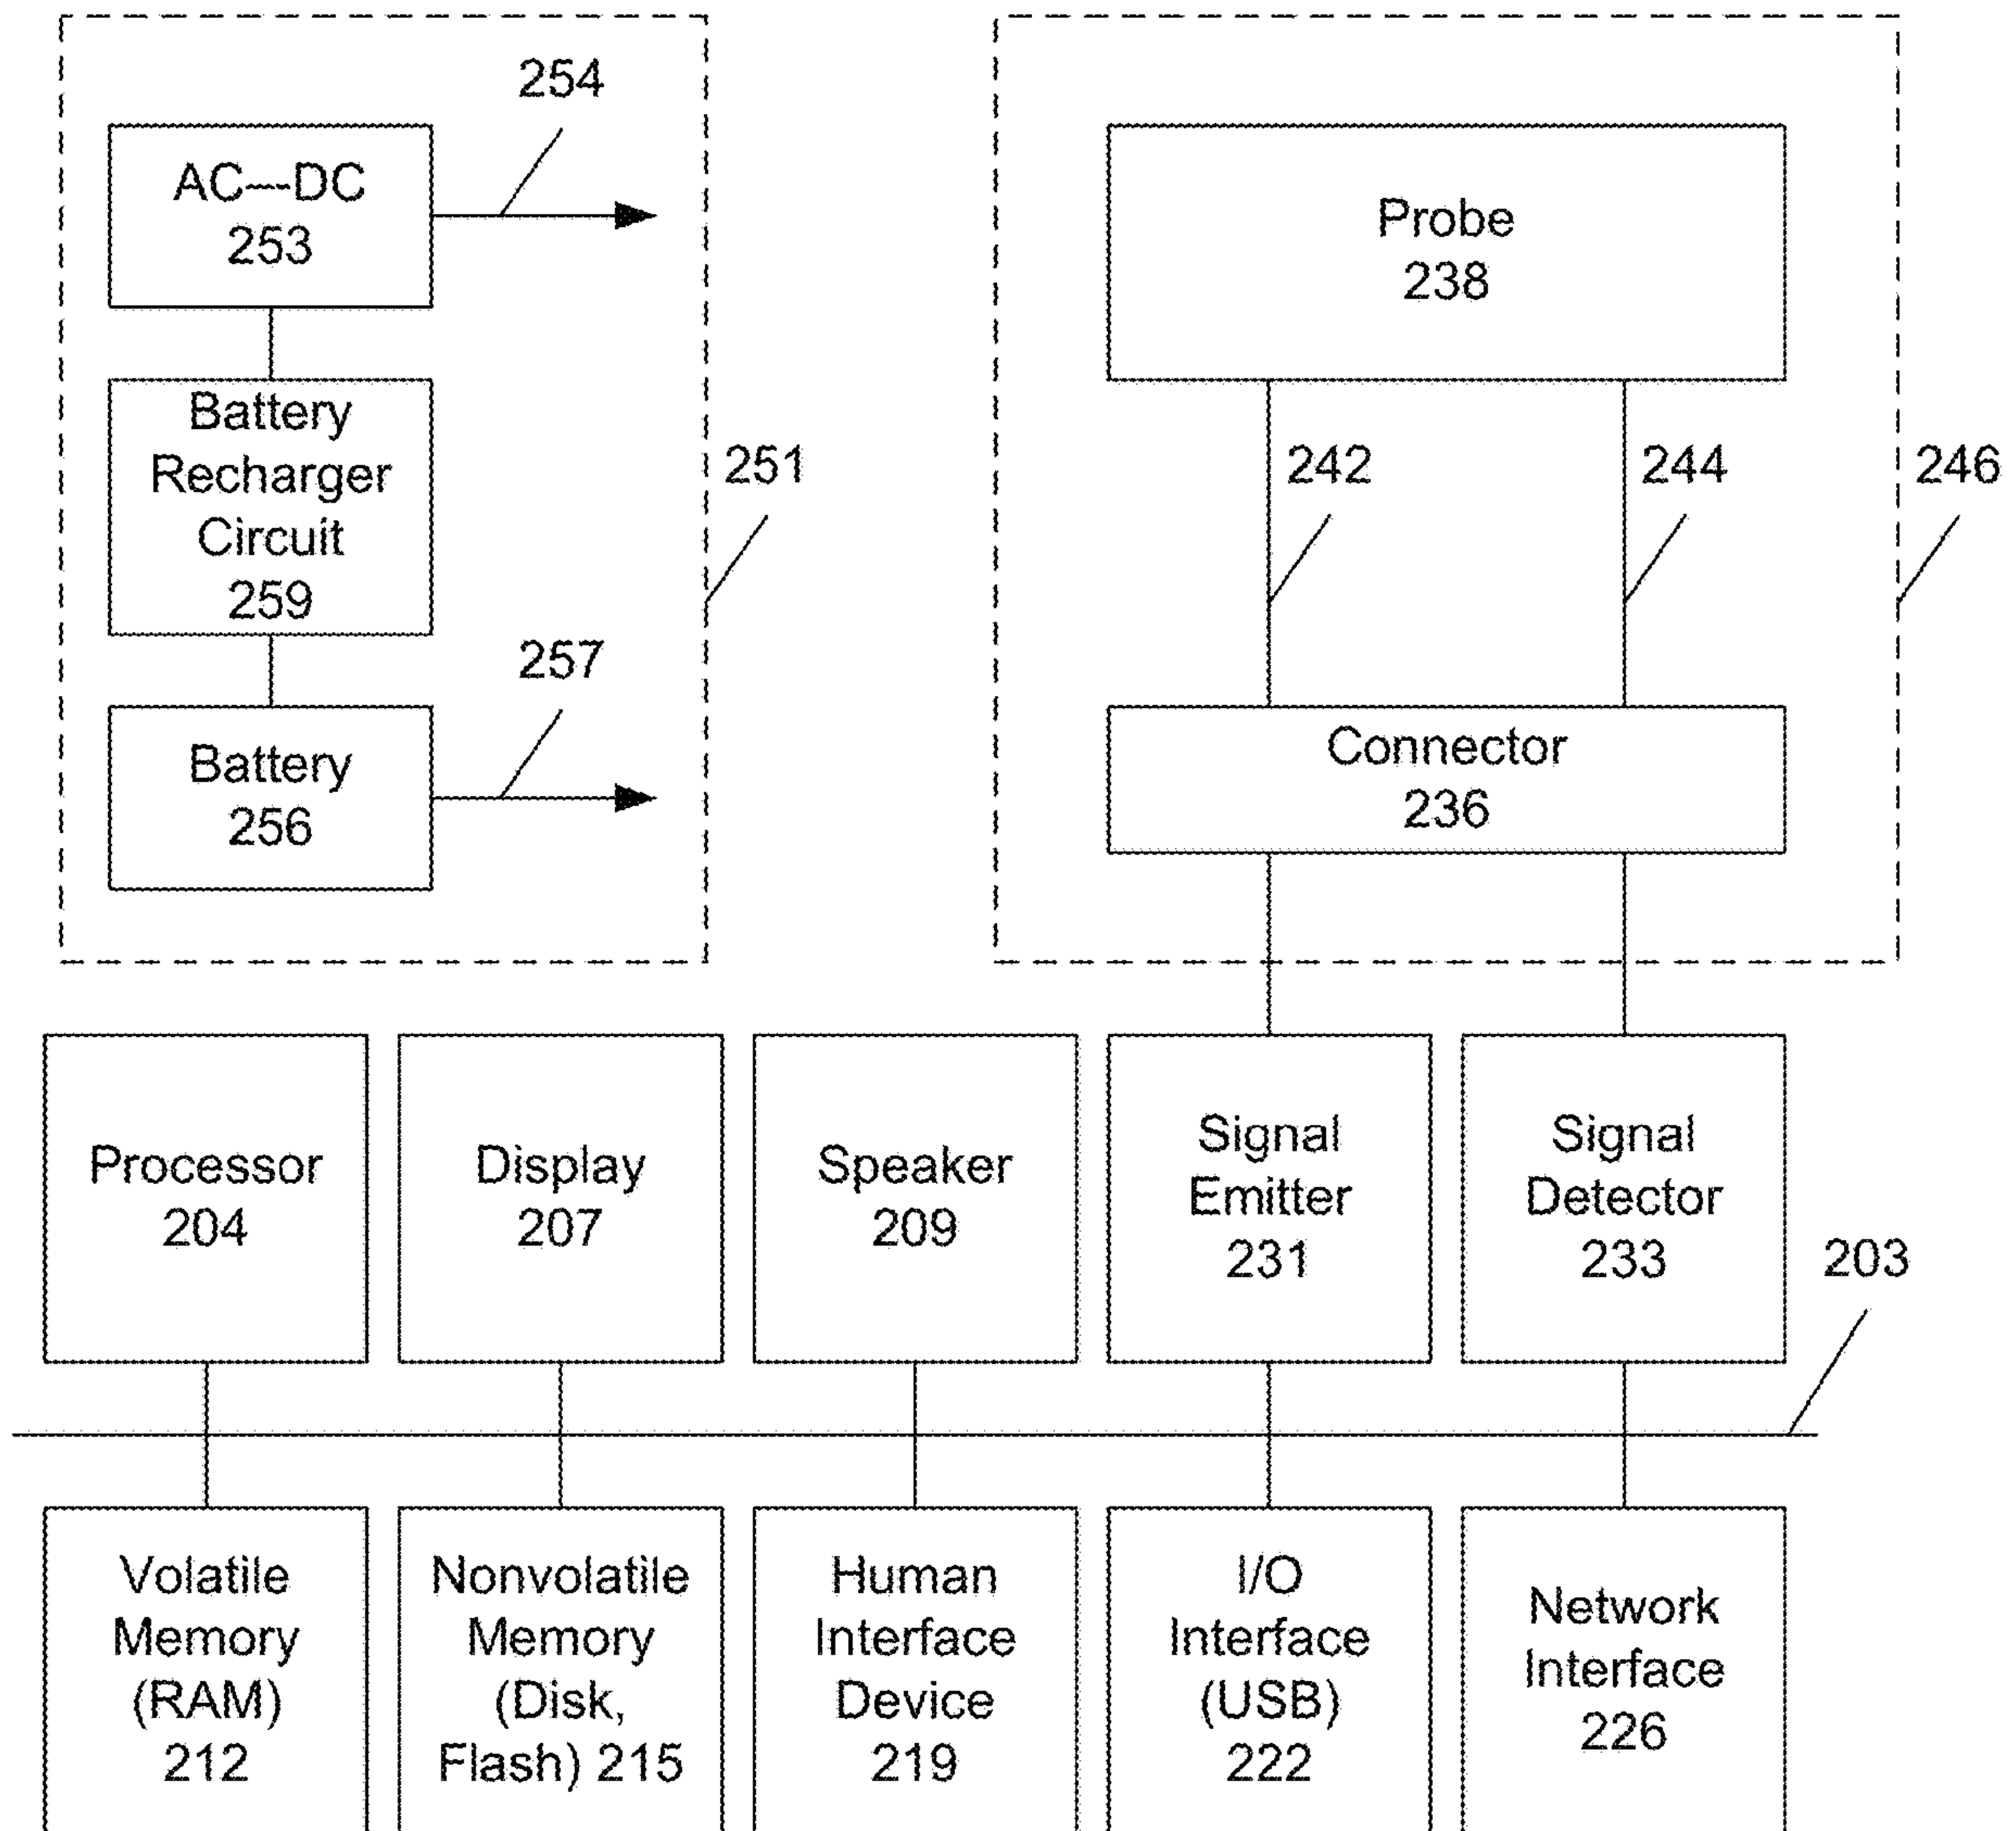 254
AC---DC
253
Probe
238
Battery
Recharger
Circuit
259
251
242
244
246
257
Battery
256
Connector
236
Processor
204
Display
207
Speaker
209
Signal
Emitter
231
Signal
Detector
233
203
Volatile
Memory
(RAM)
212
Nonvolatile
Memory
(Disk,
Flash) 215
Human
Interface
Device
219
I/O
Interface
(USB)
222
Network
Interface
226